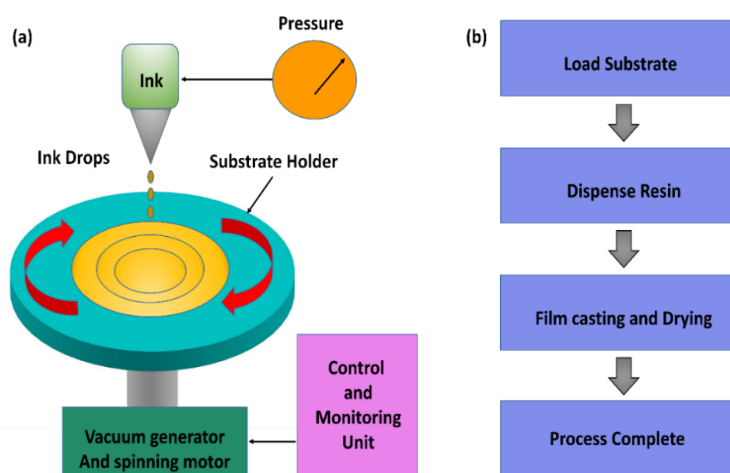 (a)
Pressure
Ink
Ink Drops
Substrate Holder
Control
and
Monitoring
Unit
Vacuum generator
And spinning motor
(b)
Load Substrate
Dispense Resin
Film casting and Drying
Process Complete